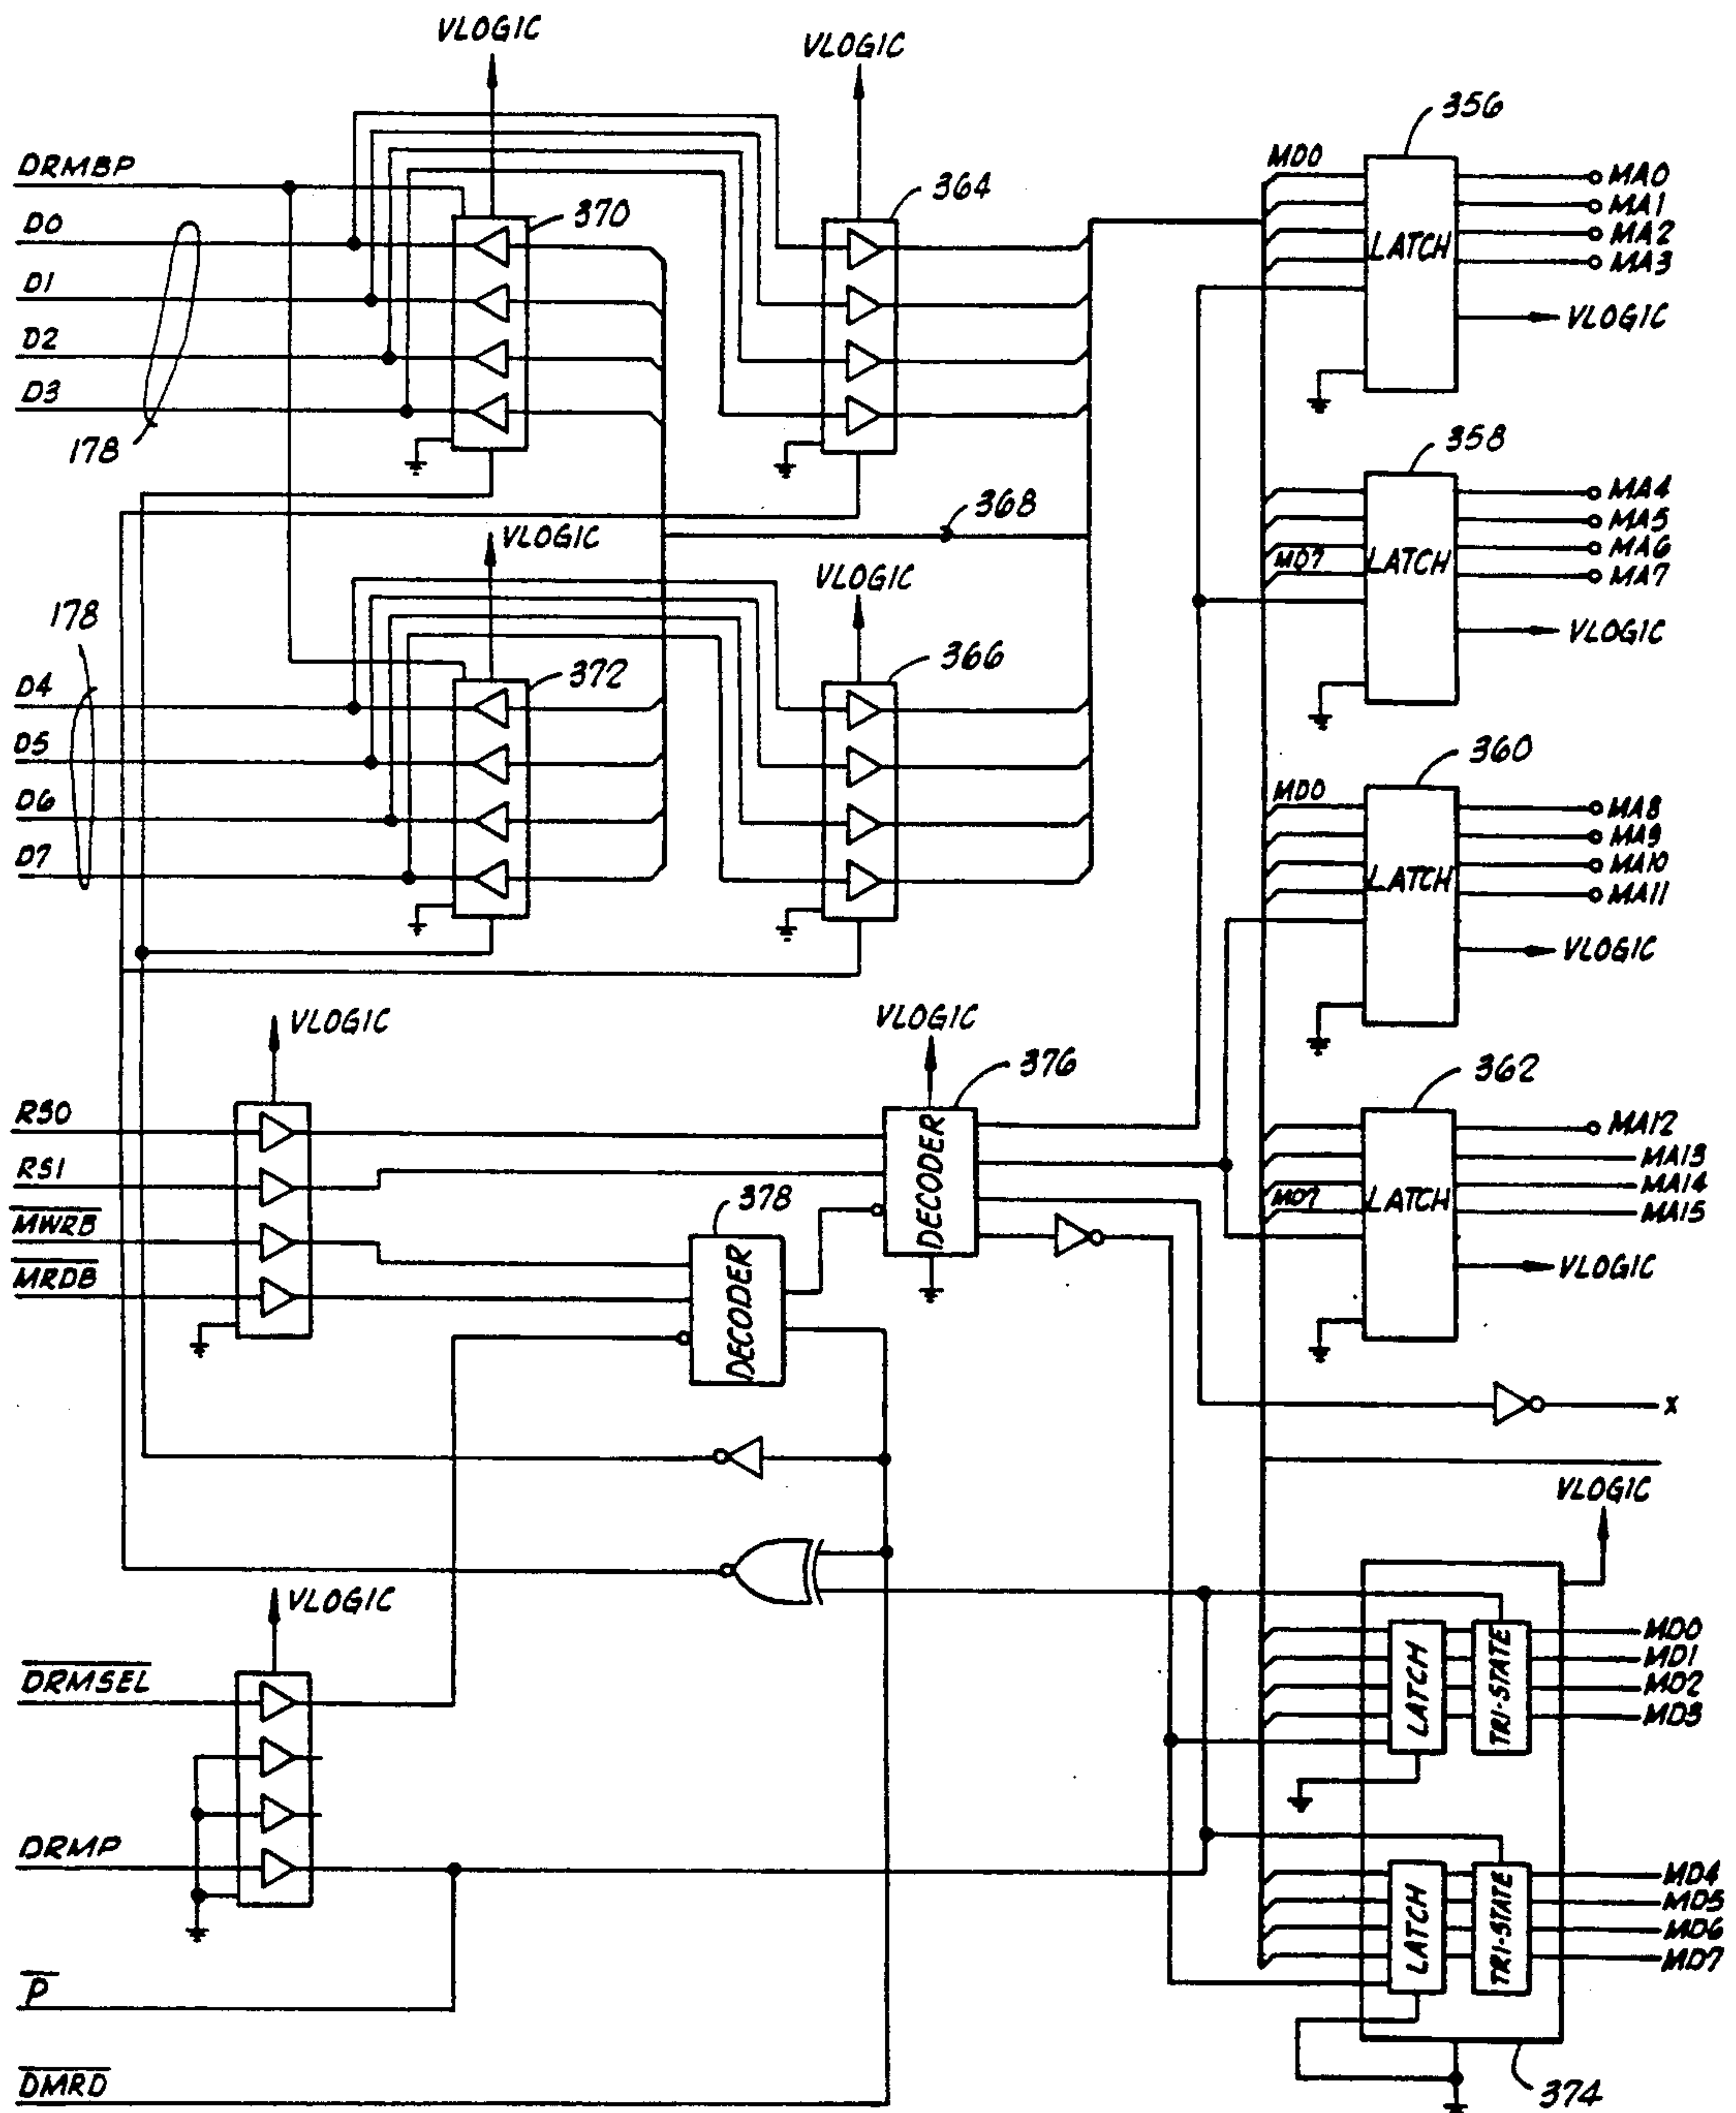 VLOGIC
VLOGIC
356
DRMBP
MD0
MA0
370
364
D0
MA1
MA2
LATCH
MA3
D1
VLOGIC
D2
D3
178
358
MA4
368
MA5
VLOGIC
MA6
MD7
LATCH
MA7
VLOGIC
178
VLOGIC
366
372
D4
360
D5
MD0
MA8
D6
MA9
LATCH
MA10
D7
MA11
VLOGIC
VLOGIC
VLOGIC
376
362
RS0
MA12
DECODER
MA13
RS1
378
MA14
MD7
LATCH
MA15
MWRB
MRDB
DECODER
VLOGIC
X
VLOGIC
VLOGIC
DRMSEL
LATCH
TRI-STATE
MD0
MD1
MD2
MD3
DRMP
LATCH
TRI-STATE
MD4
MD5
MD6
MD7
P
DMRD
374